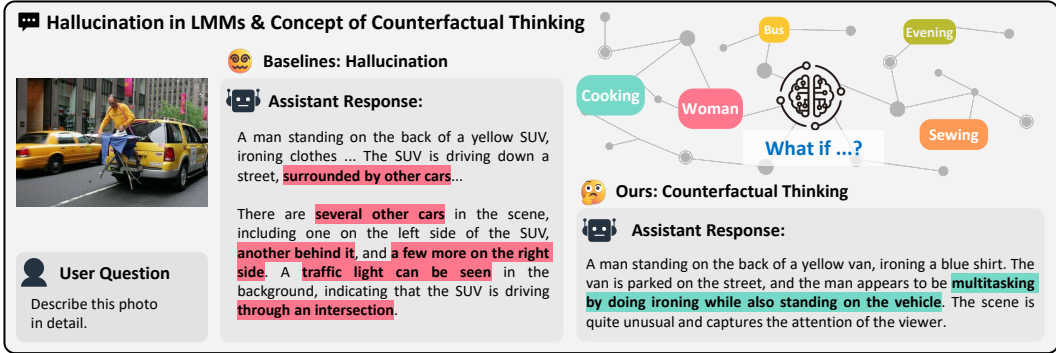 Hallucination in LMMs & Concept of Counterfactual Thinking
Baselines: Hallucination
Assistant Response:
A man standing on the back of a yellow SUV,
ironing clothes ... The SUV is driving down a
street, surrounded by other cars...
There are several other cars in the scene,
including one on the left side of the SUV,
another behind it, and a few more on the right
side. A traffic light can be seen in the
background, indicating that the SUV is driving
through an intersection.
User Question
Describe this photo
in detail.
Cooking
Woman
Bus
Evening
Sewing
What if ...?
Ours: Counterfactual Thinking
Assistant Response:
A man standing on the back of a yellow van, ironing a blue shirt. The
van is parked on the street, and the man appears to be multitasking
by doing ironing while also standing on the vehicle. The scene is
quite unusual and captures the attention of the viewer.